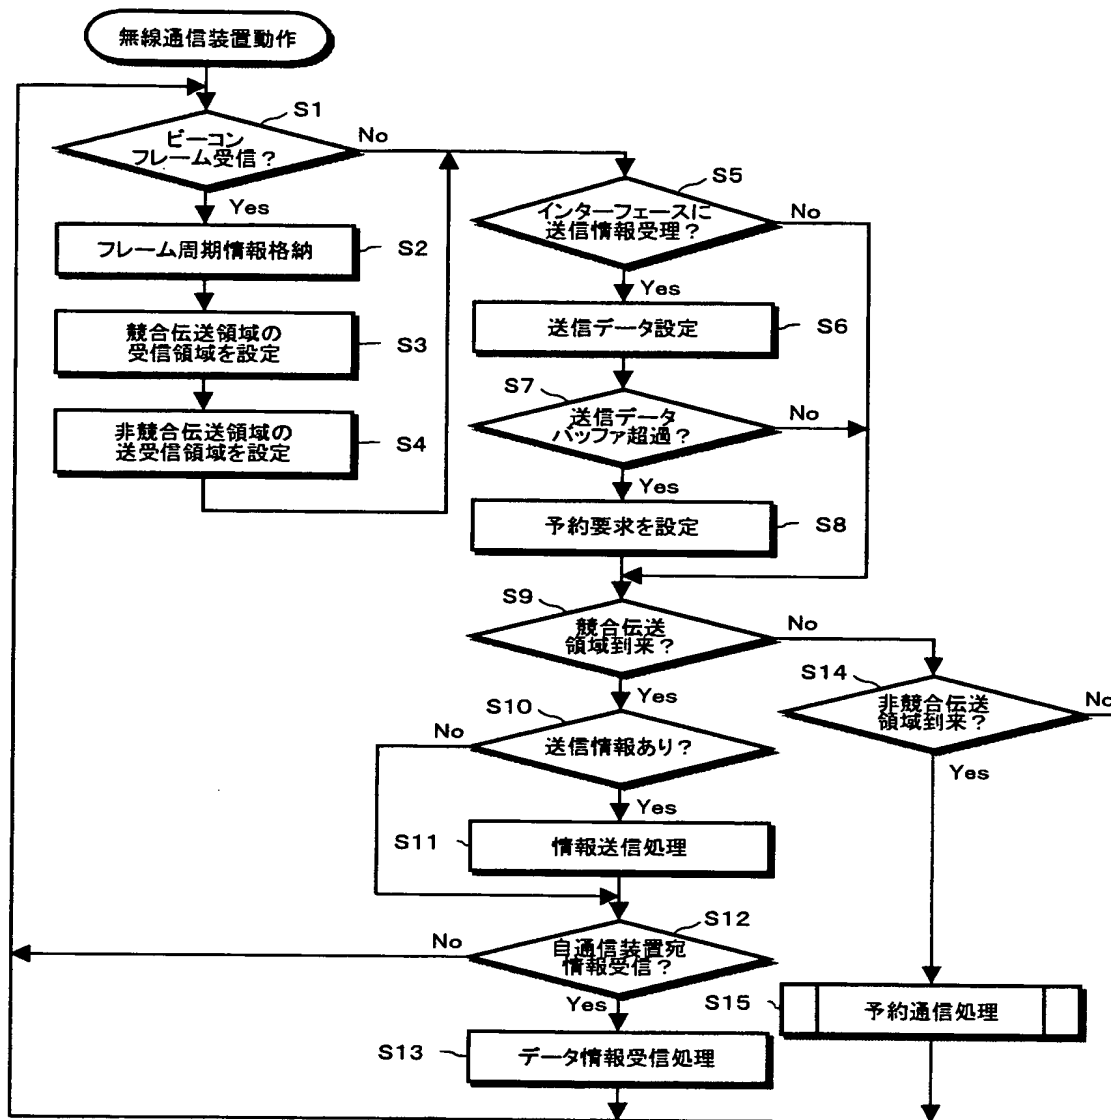 無線通信装置動作
S1
ビーコン
フレーム受信?
No
Yes
フレーム周期情報格納
S2
競合伝送領域の
受信領域を設定
S3
非競合伝送領域の
送受信領域を設定
S4
S5
インターフェースに
送信情報受理?
No
Yes
送信データ設定
S6
S7
送信データ
バッファ超過?
No
Yes
予約要求を設定
S8
S9
競合伝送
領域到来?
No
Yes
S10
送信情報あり?
No
Yes
S11
情報送信処理
S12
自通信装置宛
情報受信?
No
Yes
S13
データ情報受信処理
S14
非競合伝送
領域到来?
No
Yes
S15
予約通信処理